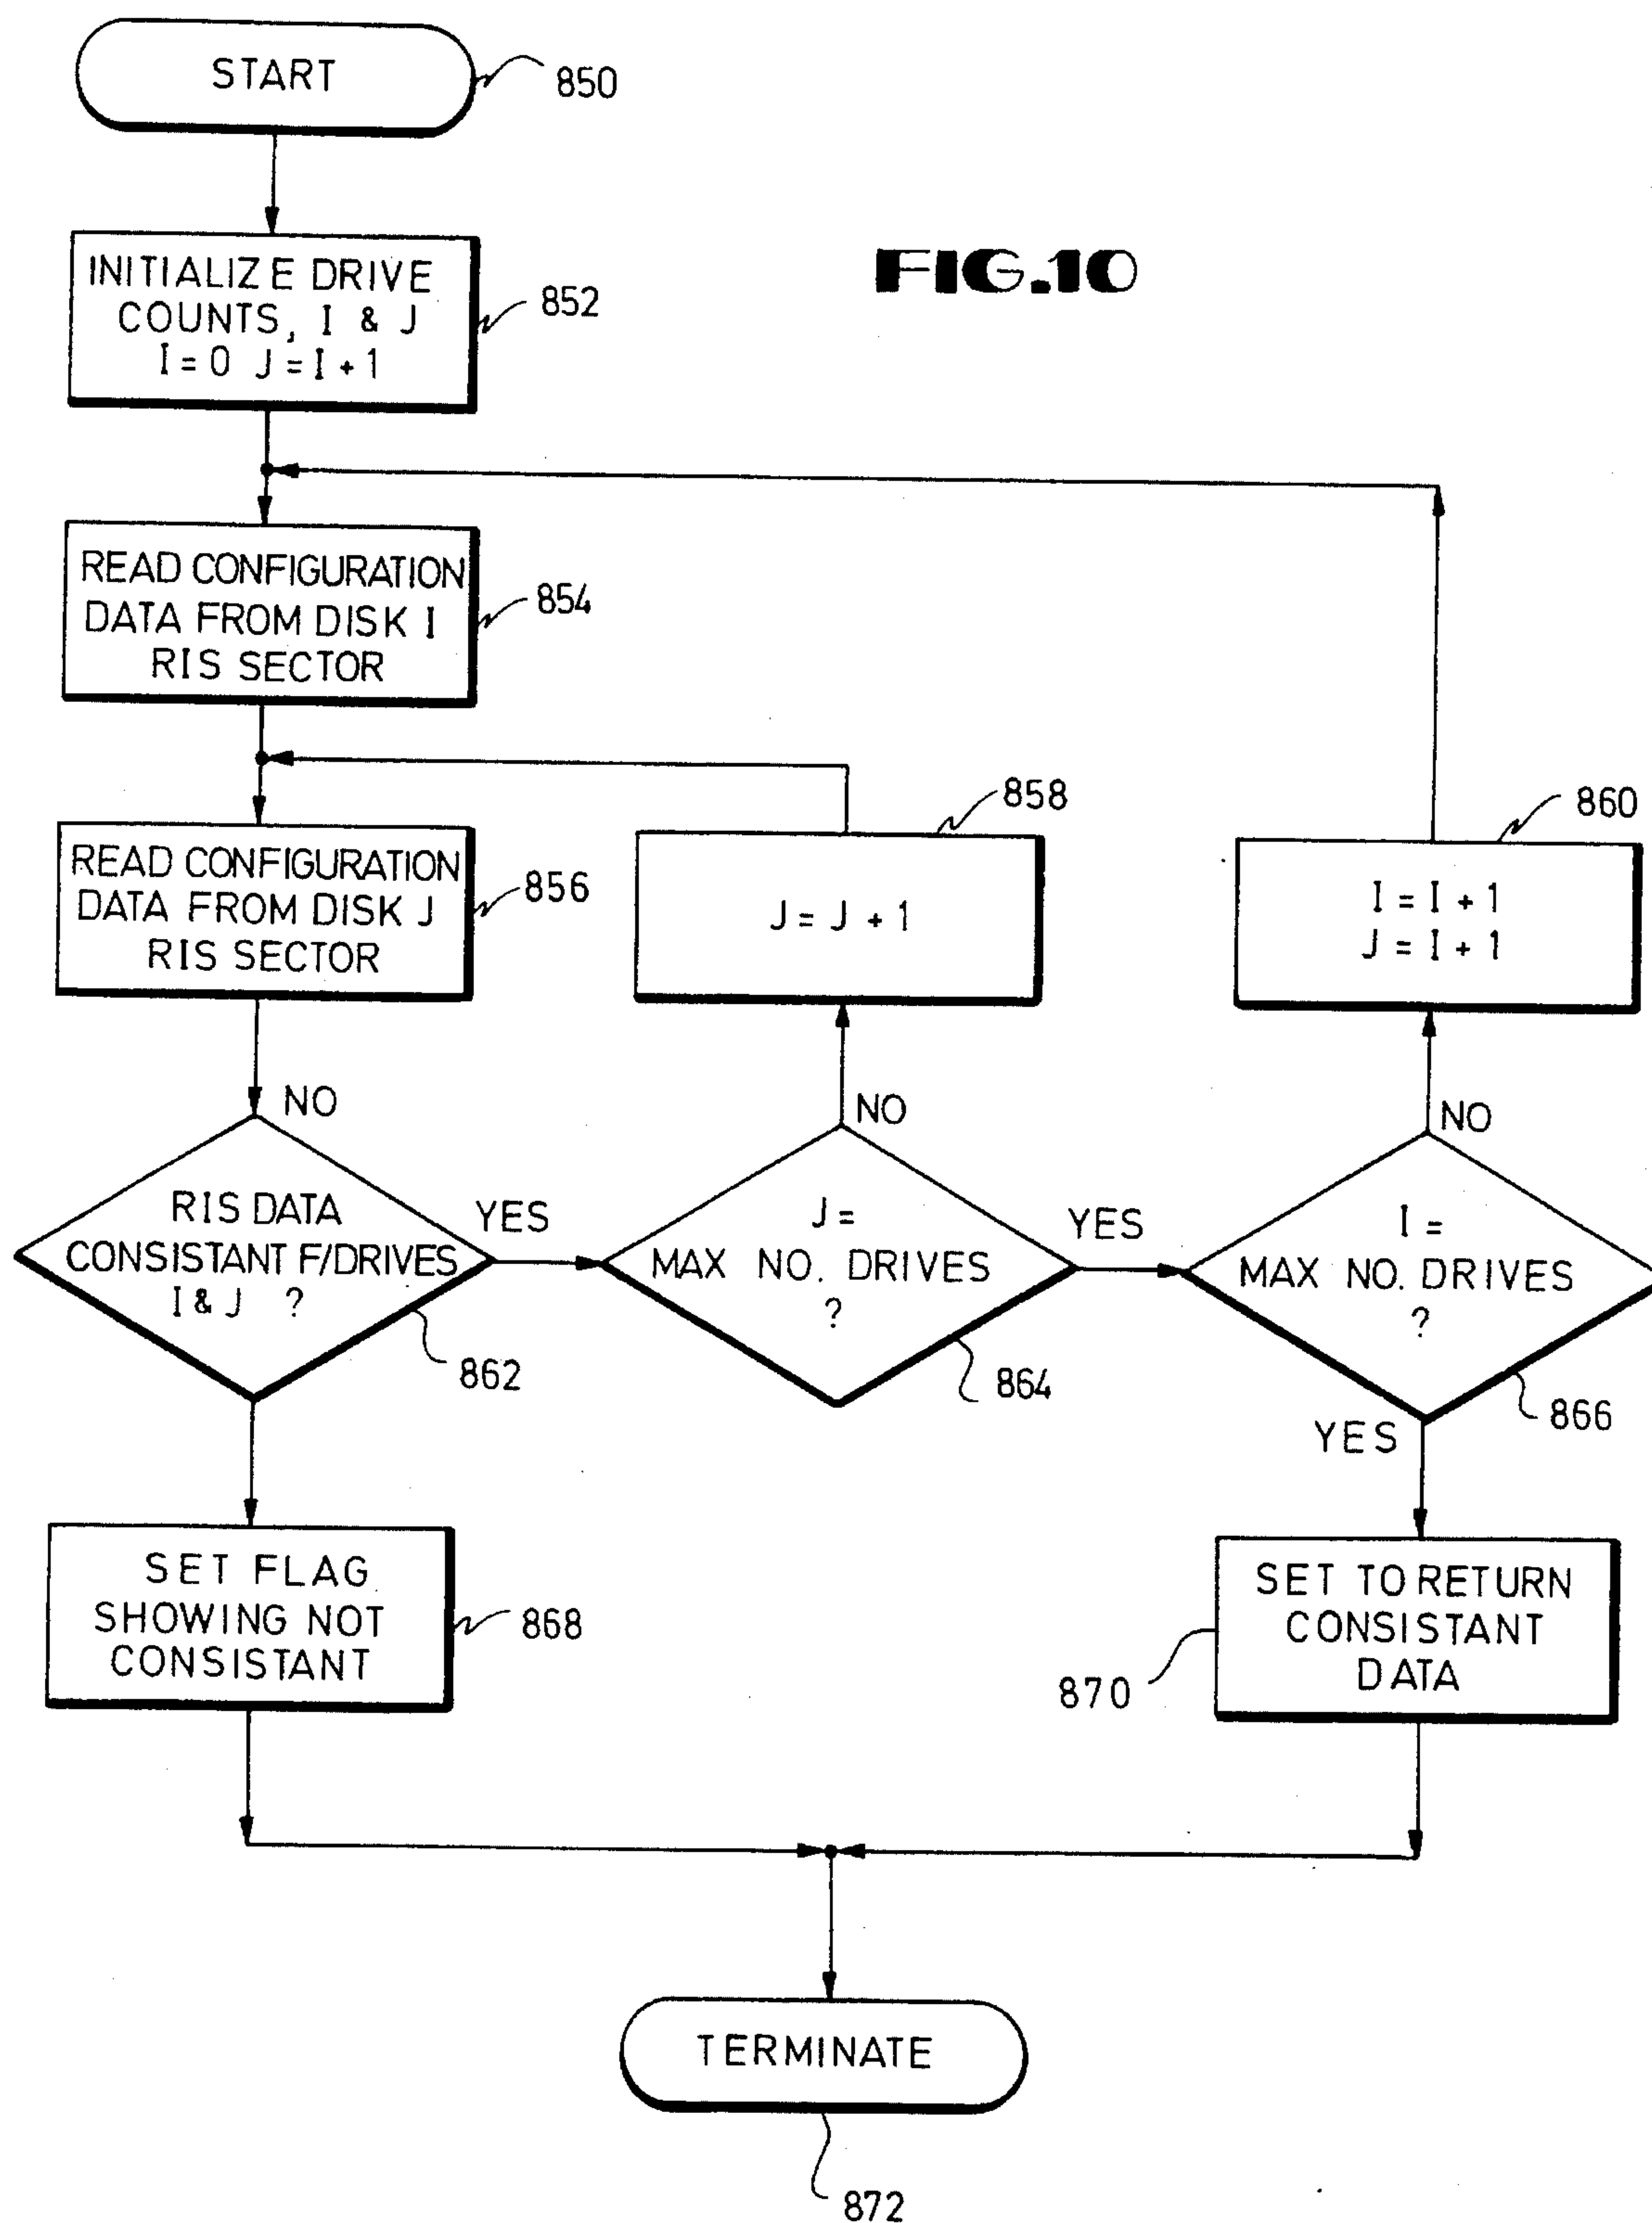 START
850
FIG.10
INITIALIZE DRIVE
COUNTS, I & J
I = 0 J = I + 1
852
READ CONFIGURATION
DATA FROM DISK I
RIS SECTOR
854
READ CONFIGURATION
DATA FROM DISK J
RIS SECTOR
856
858
J = J + 1
860
I = I + 1
J = I + 1
NO
RIS DATA
CONSISTANT F/DRIVES
I & J ?
862
YES
NO
J =
MAX NO. DRIVES
?
864
YES
NO
I =
MAX NO. DRIVES
?
866
YES
SET FLAG
SHOWING NOT
CONSISTANT
868
SET TO RETURN
CONSISTANT
DATA
870
TERMINATE
872